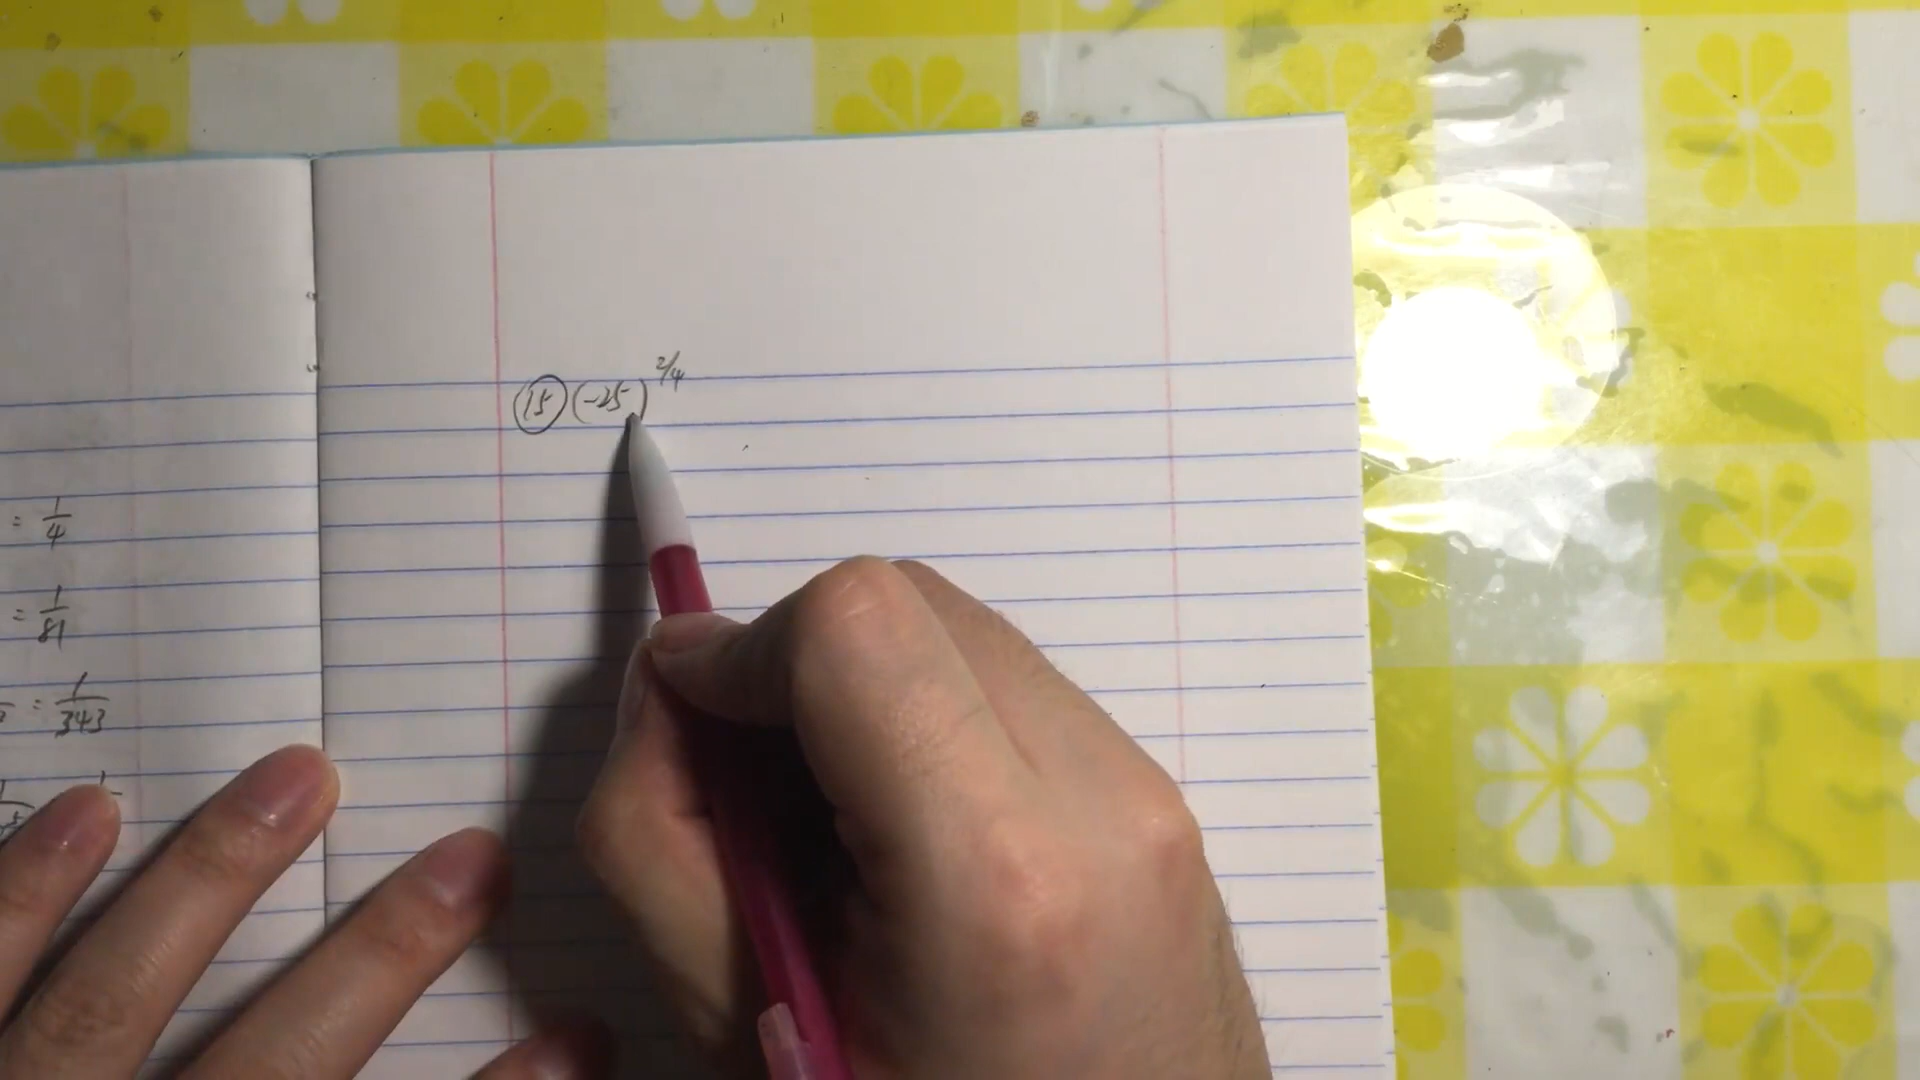 = 1/4
= 1/81
= 1/343
(15) (-25)^2/4